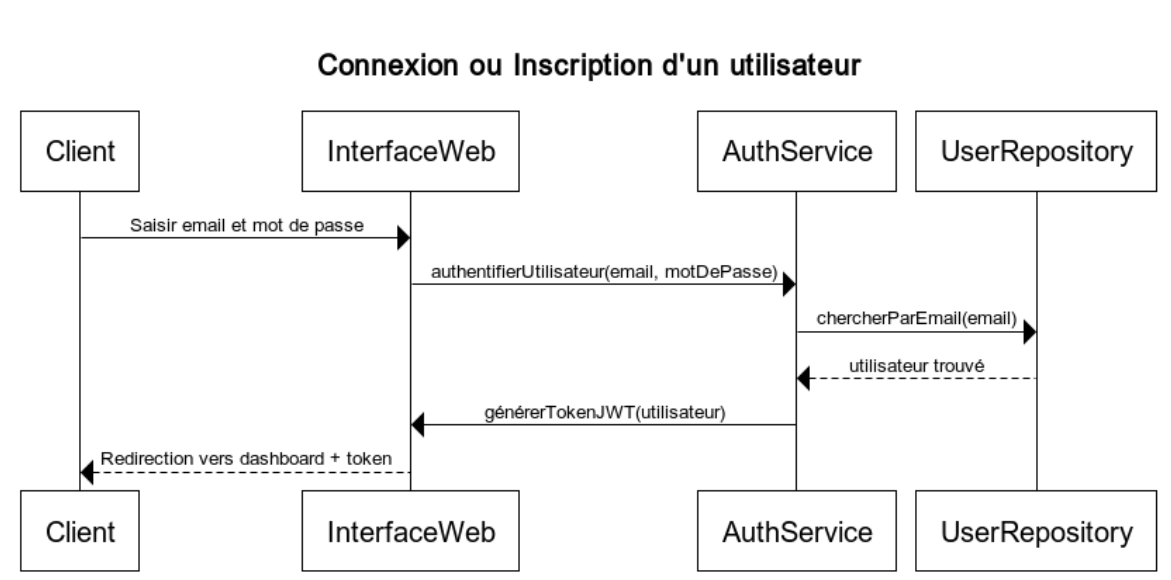 Connexion ou Inscription d'un utilisateur
Client
InterfaceWeb
AuthService
UserRepository
Saisir email et mot de passe
authentifierUtilisateur(email, motDePasse)
chercherParEmail(email)
utilisateur trouvé
générerTokenJWT(utilisateur)
Redirection vers dashboard + token
Client
InterfaceWeb
AuthService
UserRepository